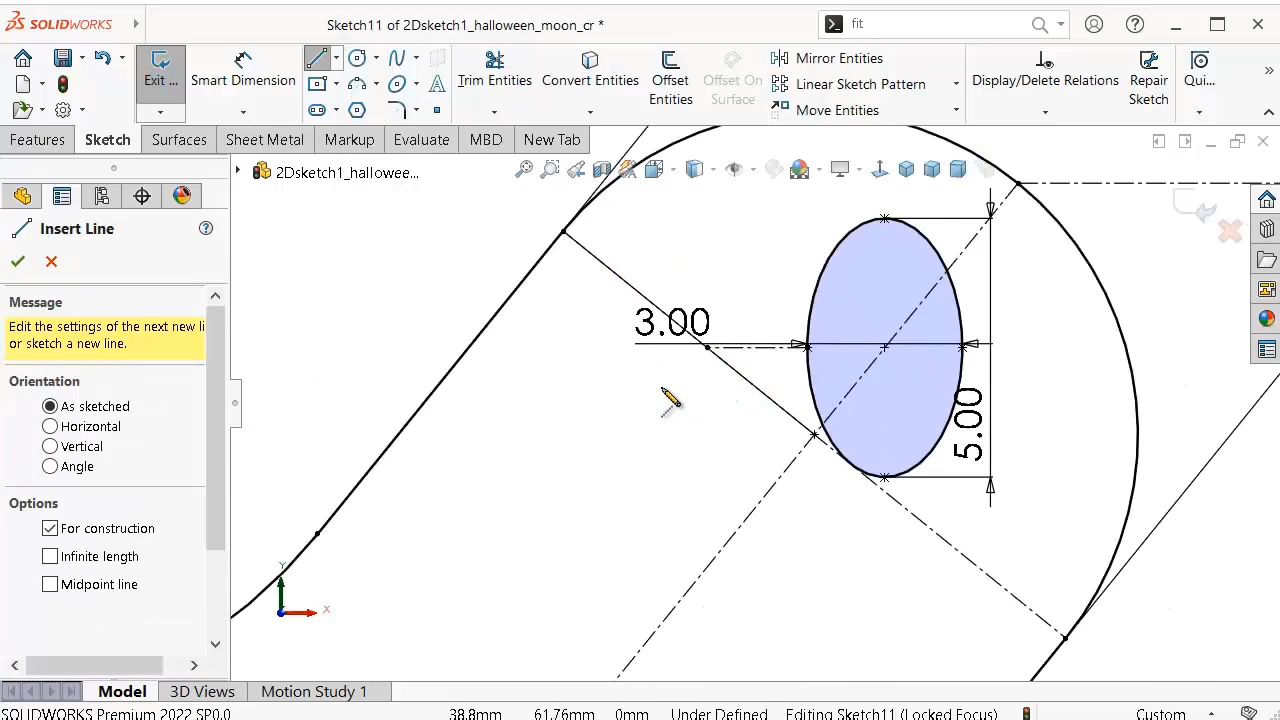 SOLIDWORKS
Sketch11 of 2Dsketch1_halloween_moon_cr *
fit
Exit ...
Smart Dimension
Trim Entities
Convert Entities
Offset
Entities
Offset On
Surface
Mirror Entities
Linear Sketch Pattern
Move Entities
Display/Delete Relations
Repair
Sketch
Qui...
Features
Sketch
Surfaces
Sheet Metal
Markup
Evaluate
MBD
New Tab
2Dsketch1_hallowee...
Insert Line
Message
Edit the settings of the next new li
or sketch a new line.
Orientation
As sketched
Horizontal
Vertical
Angle
Options
For construction
Infinite length
Midpoint line
3.00
5.00
Y
X
Model
3D Views
Motion Study 1
SOLIDWORKS Premium 2022 SP0.0
38.8mm
61.76mm
0mm
Under Defined
Editing Sketch11 (Locked Focus)
Custom